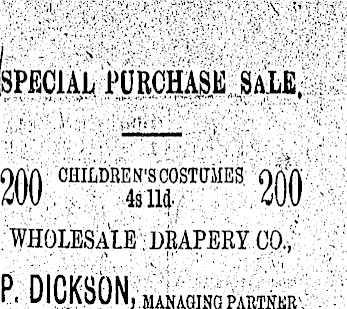 SPECIAL PURCHASE SALE.
200 CHILDREN'S COSTUMES 200
4s 11d.
WHOLESALE DRAPERY CO.,
P. DICKSON, MANAGING PARTNER